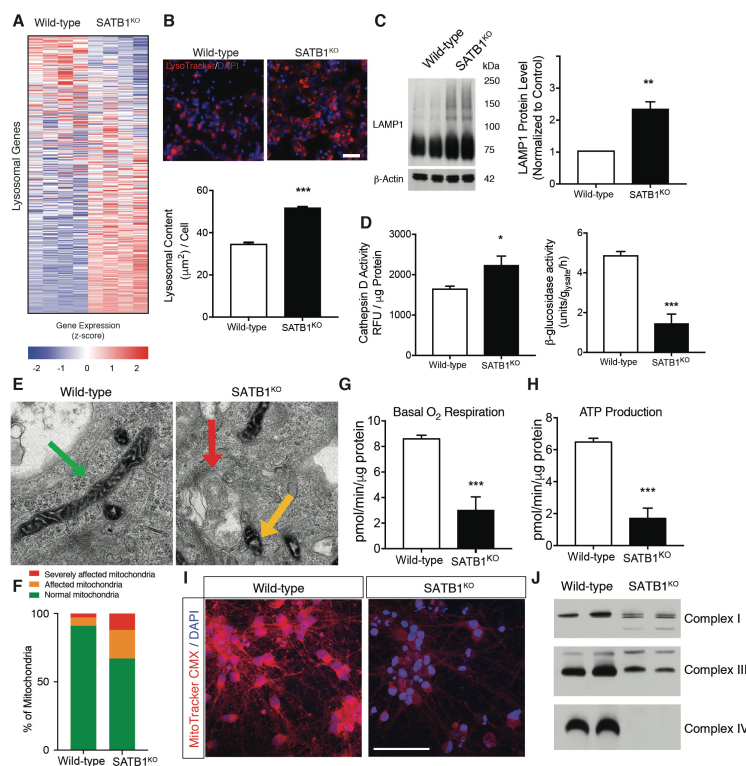 A
Wild-type SATB1KO
Lysosomal Genes
Gene Expression
(z-score)
-2 -1 0 1 2
B
Wild-type SATB1KO
LysoTracker/DAPI
Lysosomal Content
(μm2) / Cell
60
40
20
0
***
Wild-type SATB1KO
C
Wild-type SATB1KO
kDa
250
150
100
75
42
LAMP1
β-Actin
LAMP1 Protein Level
(Normalized to Control)
4
3
2
1
0
**
Wild-type SATB1KO
D
Cathepsin D Activity
RFU / μg Protein
3000
2000
1000
0
*
Wild-type SATB1KO
β-glucosidase activity
(units/glysate/h)
6
4
2
0
***
Wild-type SATB1KO
E
Wild-type SATB1KO
F
Severely affected mitochondria
Affected mitochondria
Normal mitochondria
% of Mitochondria
100
50
0
Wild-type SATB1KO
G
Basal O2 Respiration
pmol/min/μg protein
10
8
6
4
2
0
***
Wild-type SATB1KO
H
ATP Production
pmol/min/μg protein
8
6
4
2
0
***
Wild-type SATB1KO
I
Wild-type SATB1KO
MitoTracker CMX / DAPI
J
Wild-type SATB1KO
Complex I
Complex III
Complex IV